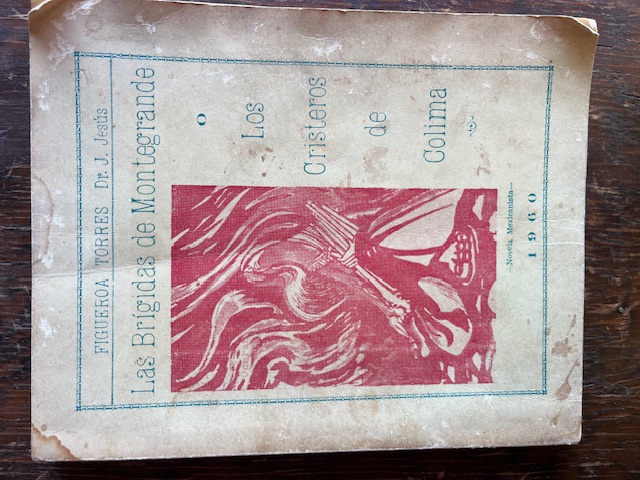 FIGUEROA TORRES Dr. J. Jesús
Las Brígidas de Montegrande
O
Los
Cristeros
de
Colima
—Novela Mexicanista—
1960